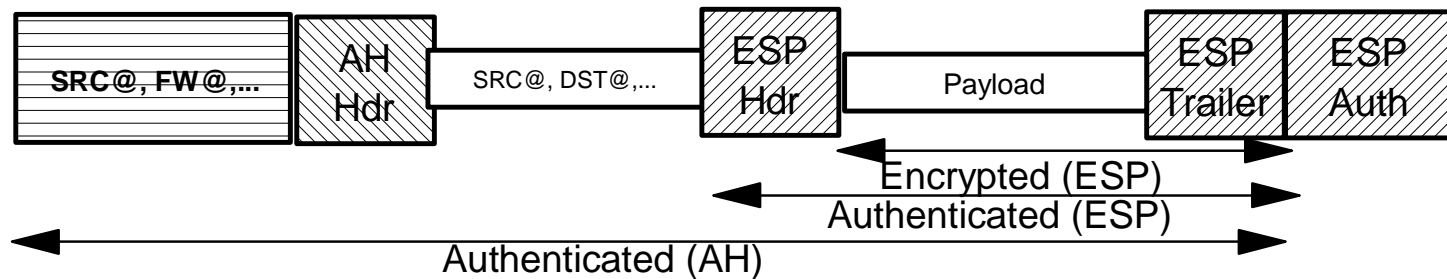 SRC@, FW@,...
AH
Hdr
SRC@, DST@,...
ESP
Hdr
Payload
ESP
Trailer
ESP
Auth
Encrypted (ESP)
Authenticated (ESP)
Authenticated (AH)